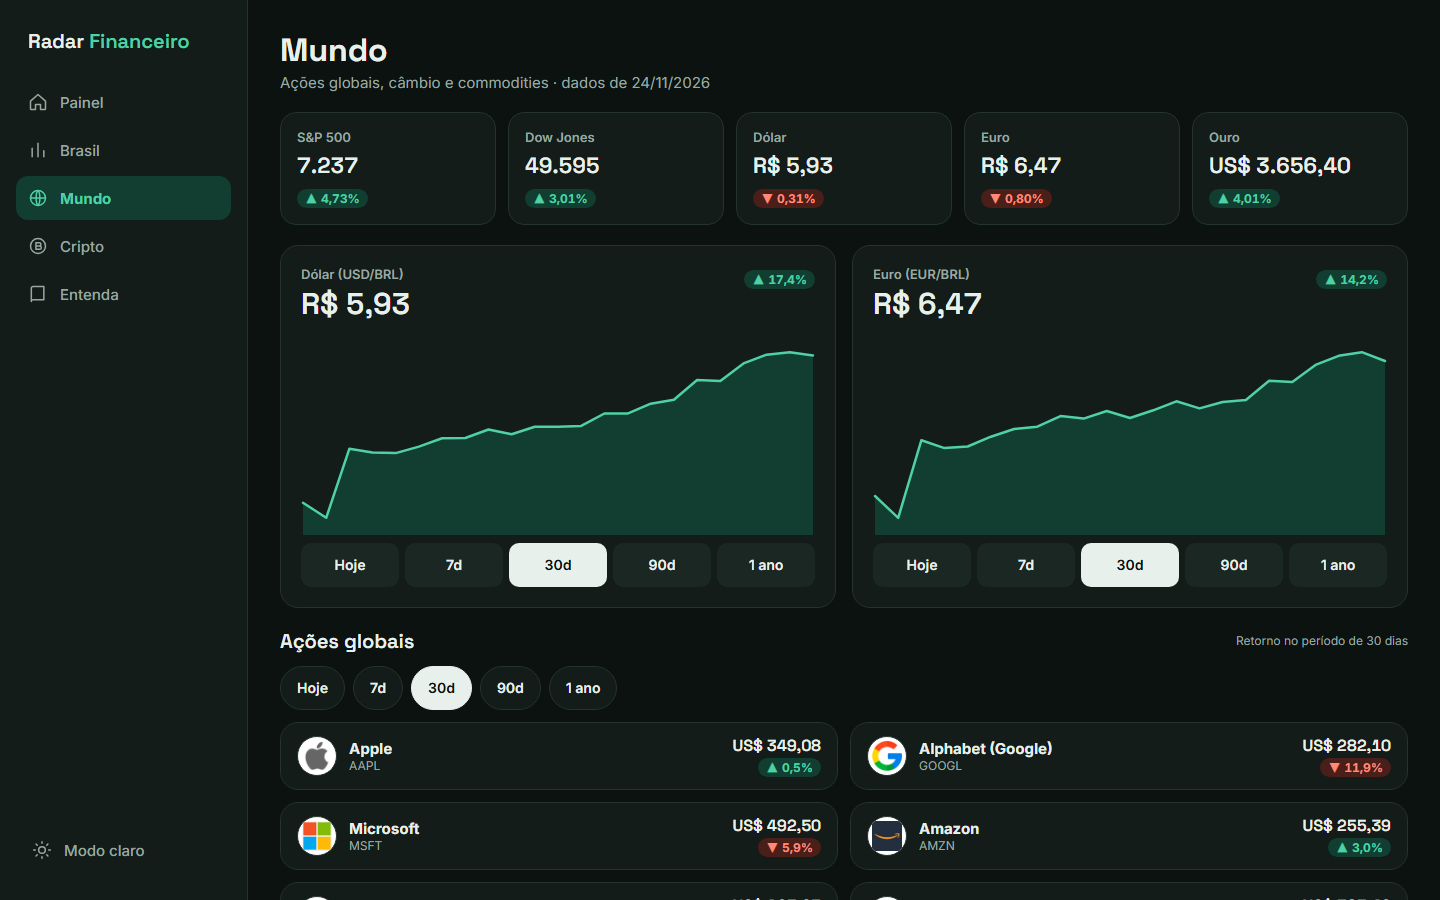 Radar Financeiro
Painel
Brasil
Mundo
Cripto
Entenda
Modo claro
Mundo
Ações globais, câmbio e commodities · dados de 24/11/2026
S&P 500
7.237
▲ 4,73%
Dow Jones
49.595
▲ 3,01%
Dólar
R$ 5,93
▼ 0,31%
Euro
R$ 6,47
▼ 0,80%
Ouro
US$ 3.656,40
▲ 4,01%
Dólar (USD/BRL)
R$ 5,93
▲ 17,4%
Hoje 7d 30d 90d 1 ano
Euro (EUR/BRL)
R$ 6,47
▲ 14,2%
Hoje 7d 30d 90d 1 ano
Ações globais
Retorno no período de 30 dias
Hoje 7d 30d 90d 1 ano
Apple
AAPL
US$ 349,08
▲ 0,5%
Alphabet (Google)
GOOGL
US$ 282,10
▼ 11,9%
Microsoft
MSFT
US$ 492,50
▼ 5,9%
Amazon
AMZN
US$ 255,39
▲ 3,0%